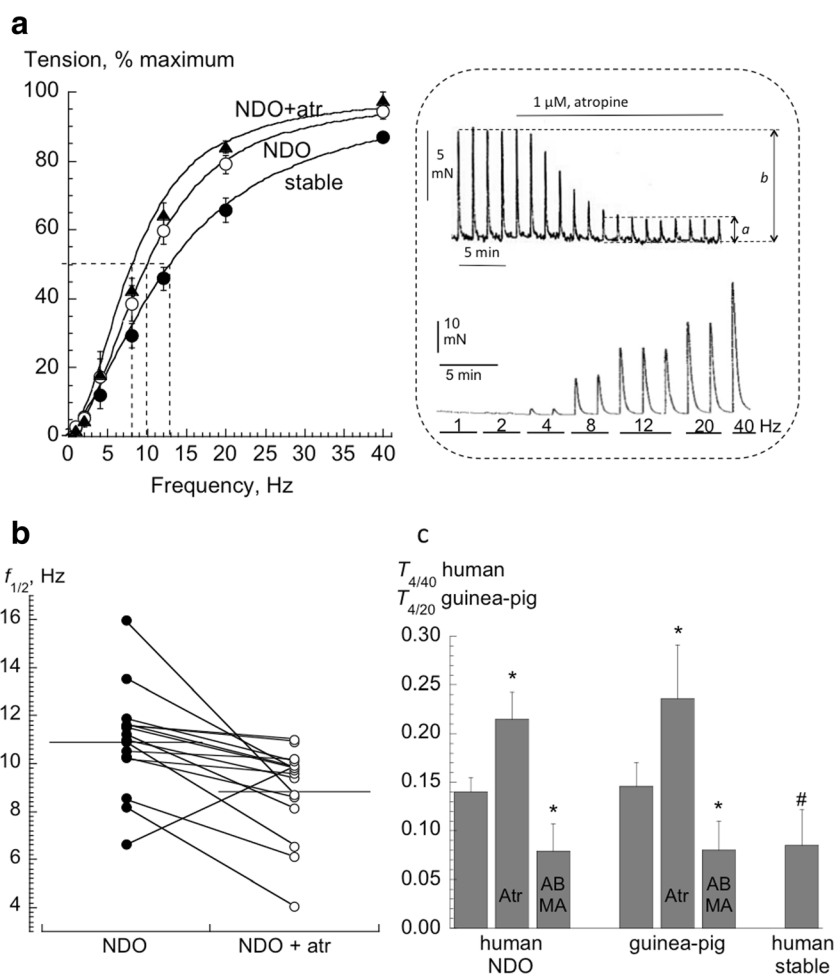 a
Tension, % maximum
100
80
60
40
20
0
0 5 10 15 20 25 30 35 40
Frequency, Hz
NDO+atr
NDO
stable
1 µM, atropine
5
mN
b
a
5 min
10
mN
5 min
1 2 4 8 12 20 40 Hz
b
f1/2, Hz
16
14
12
10
8
6
4
NDO NDO + atr
c
T4/40 human
T4/20 guinea-pig
0.30
0.25
0.20
0.15
0.10
0.05
0.00
* * * * #
Atr AB MA Atr AB MA
human NDO
guinea-pig
human stable